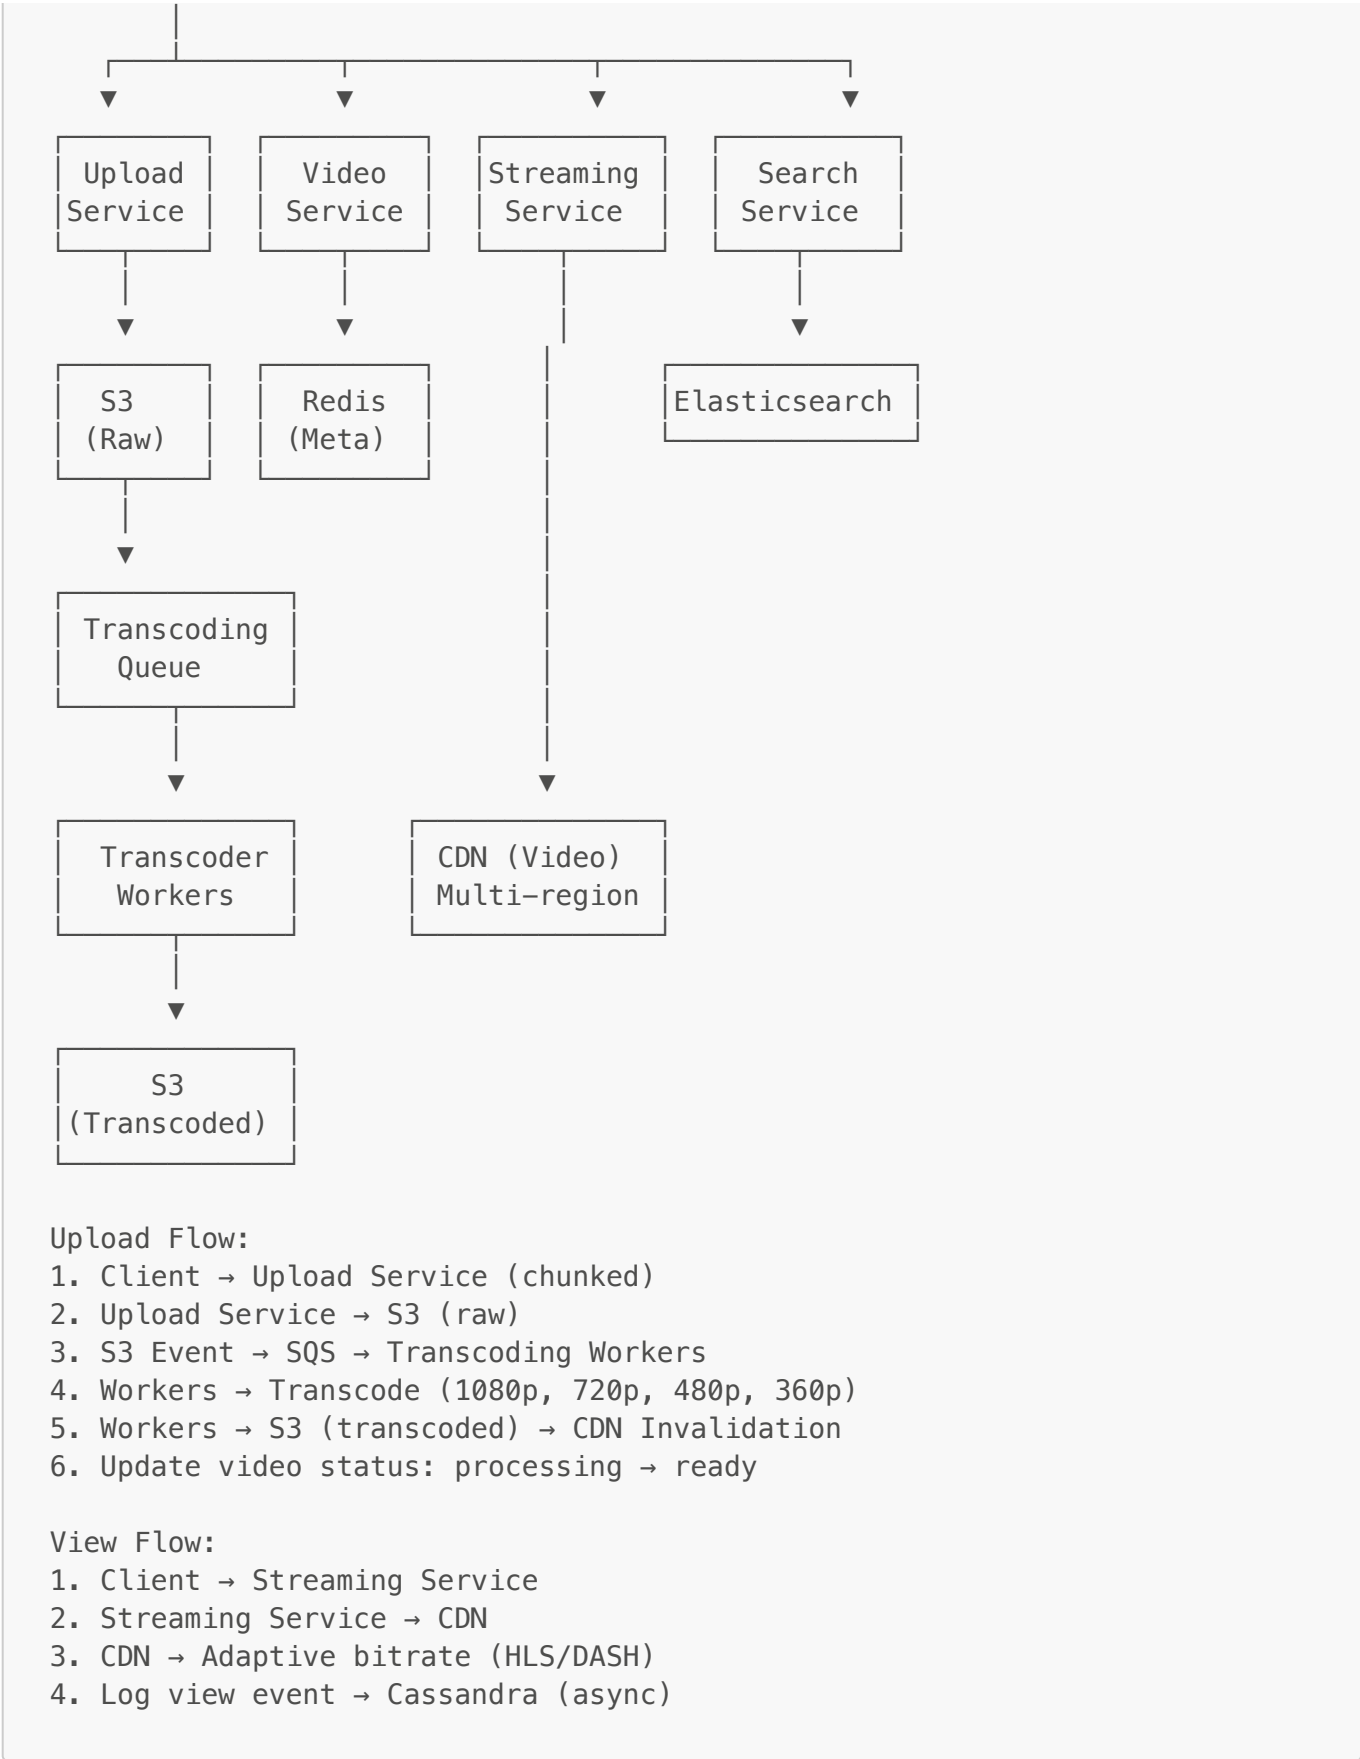 Upload Video Streaming Search
Service Service Service Service
S3 Redis Elasticsearch
(Raw) (Meta)
Transcoding
Queue
Transcoder CDN (Video)
Workers Multi-region
S3
(Transcoded)
Upload Flow:
1. Client → Upload Service (chunked)
2. Upload Service → S3 (raw)
3. S3 Event → SQS → Transcoding Workers
4. Workers → Transcode (1080p, 720p, 480p, 360p)
5. Workers → S3 (transcoded) → CDN Invalidation
6. Update video status: processing → ready
View Flow:
1. Client → Streaming Service
2. Streaming Service → CDN
3. CDN → Adaptive bitrate (HLS/DASH)
4. Log view event → Cassandra (async)